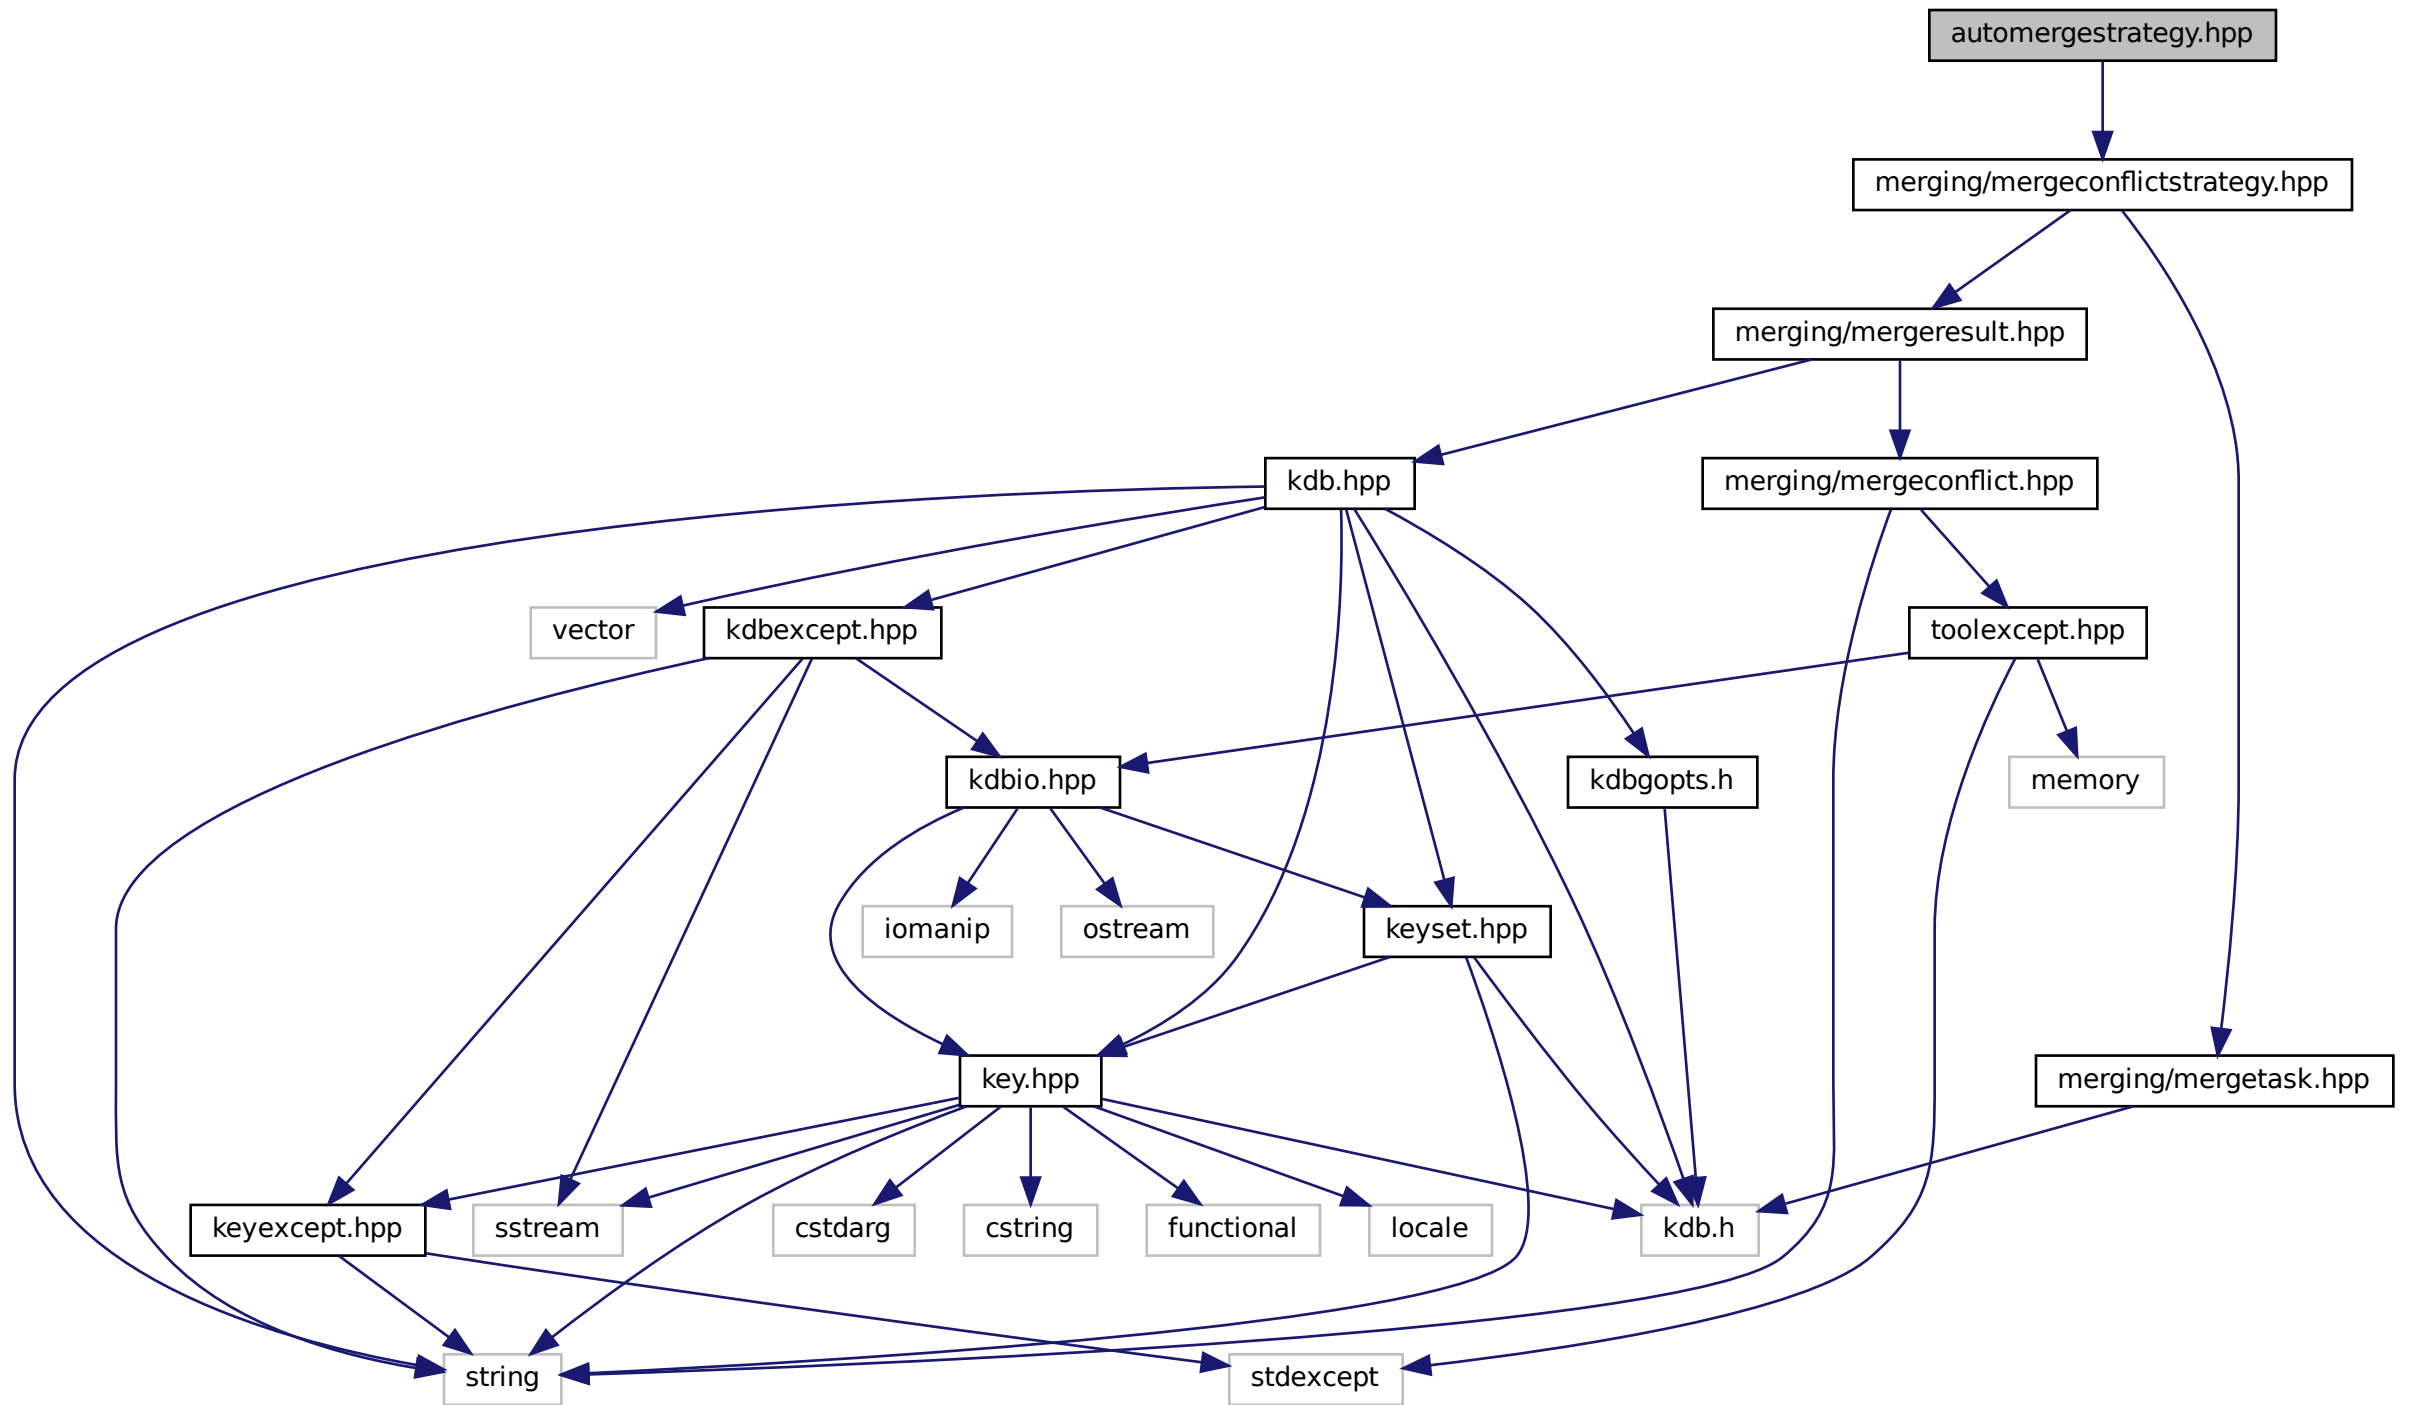 automergestrategy.hpp
merging/mergeconflictstrategy.hpp
merging/mergeresult.hpp
kdb.hpp
merging/mergeconflict.hpp
vector
kdbexcept.hpp
toolexcept.hpp
kdbio.hpp
kdbgopts.h
memory
iomanip
ostream
keyset.hpp
key.hpp
merging/mergetask.hpp
keyexcept.hpp
sstream
cstdarg
cstring
functional
locale
kdb.h
string
stdexcept